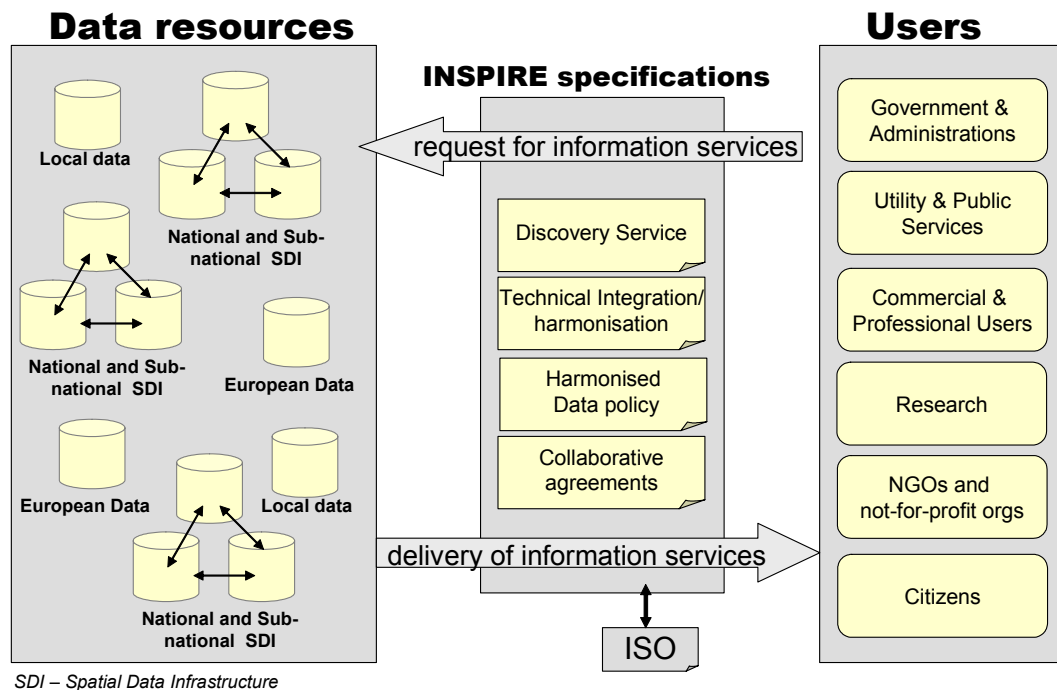 Data resources
Users
INSPIRE specifications
Local data
National and Sub-
national SDI
National and Sub-
national SDI
European Data
European Data
Local data
National and Sub-
national SDI
request for information services
Discovery Service
Technical Integration/
harmonisation
Harmonised
Data policy
Collaborative
agreements
delivery of information services
ISO
Government &
Administrations
Utility & Public
Services
Commercial &
Professional Users
Research
NGOs and
not-for-profit orgs
Citizens
SDI – Spatial Data Infrastructure